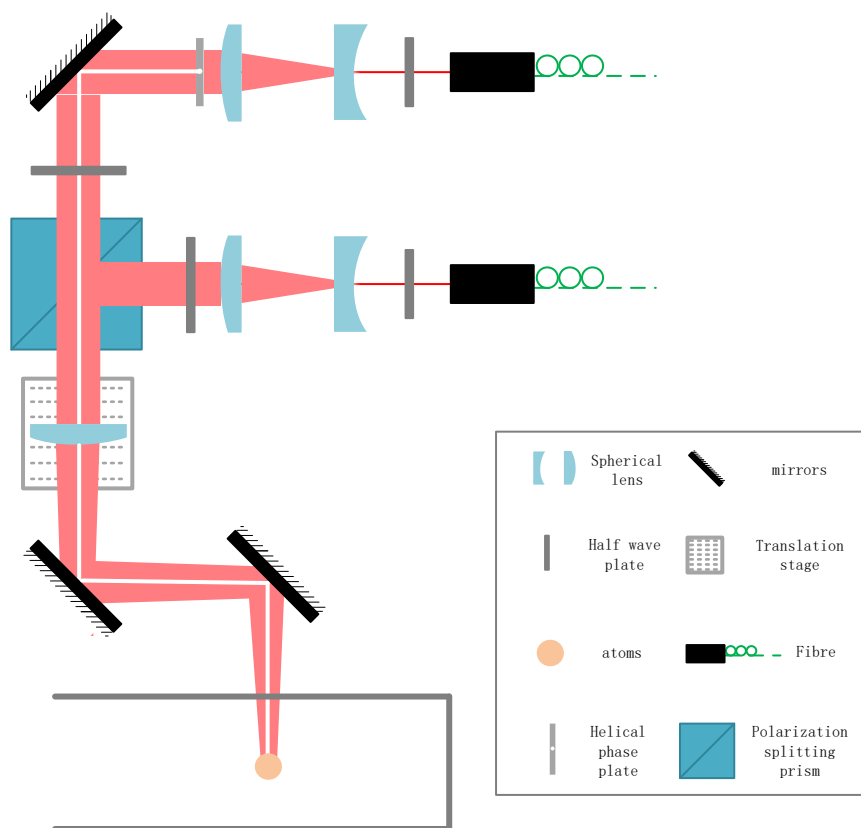 Spherical
lens
mirrors
Half wave
plate
Translation
stage
atoms
Fibre
Helical
phase
plate
Polarization
splitting
prism